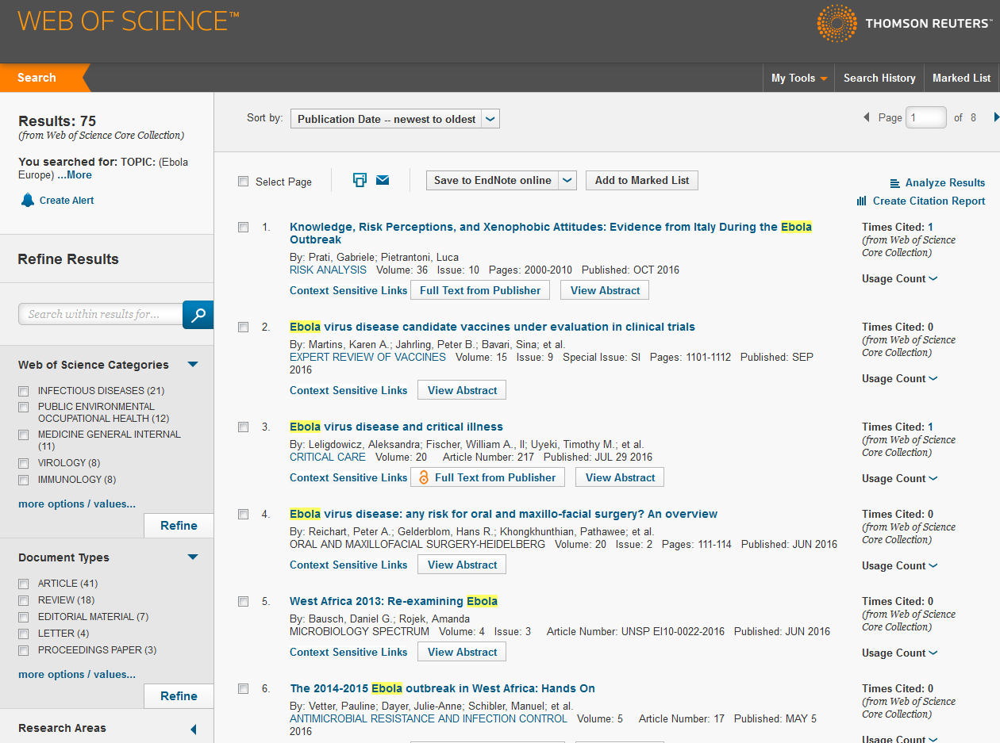 WEB OF SCIENCE™
THOMSON REUTERS™
Search
My Tools
Search History
Marked List
Results: 75
(from Web of Science Core Collection)
You searched for: TOPIC: (Ebola
Europe) ...More
Create Alert
Refine Results
Search within results for...
Web of Science Categories
INFECTIOUS DISEASES (21)
PUBLIC ENVIRONMENTAL
OCCUPATIONAL HEALTH (12)
MEDICINE GENERAL INTERNAL
(11)
VIROLOGY (8)
IMMUNOLOGY (8)
more options / values...
Refine
Document Types
ARTICLE (41)
REVIEW (18)
EDITORIAL MATERIAL (7)
LETTER (4)
PROCEEDINGS PAPER (3)
more options / values...
Refine
Research Areas
Sort by: Publication Date -- newest to oldest
Page 1 of 8
Select Page
Save to EndNote online
Add to Marked List
Analyze Results
Create Citation Report
1. Knowledge, Risk Perceptions, and Xenophobic Attitudes: Evidence from Italy During the Ebola
Outbreak
By: Prati, Gabriele; Pietrantoni, Luca
RISK ANALYSIS Volume: 36 Issue: 10 Pages: 2000-2010 Published: OCT 2016
Context Sensitive Links Full Text from Publisher View Abstract
Times Cited: 1
(from Web of Science
Core Collection)
Usage Count
2. Ebola virus disease candidate vaccines under evaluation in clinical trials
By: Martins, Karen A.; Jahrling, Peter B.; Bavari, Sina; et al.
EXPERT REVIEW OF VACCINES Volume: 15 Issue: 9 Special Issue: SI Pages: 1101-1112 Published: SEP
2016
Context Sensitive Links View Abstract
Times Cited: 0
(from Web of Science
Core Collection)
Usage Count
3. Ebola virus disease and critical illness
By: Leligdowicz, Aleksandra; Fischer, William A., II; Uyeki, Timothy M.; et al.
CRITICAL CARE Volume: 20 Article Number: 217 Published: JUL 29 2016
Context Sensitive Links Full Text from Publisher View Abstract
Times Cited: 1
(from Web of Science
Core Collection)
Usage Count
4. Ebola virus disease: any risk for oral and maxillo-facial surgery? An overview
By: Reichart, Peter A.; Gelderblom, Hans R.; Khongkhunthian, Pathawee; et al.
ORAL AND MAXILLOFACIAL SURGERY-HEIDELBERG Volume: 20 Issue: 2 Pages: 111-114 Published: JUN 2016
Context Sensitive Links View Abstract
Times Cited: 0
(from Web of Science
Core Collection)
Usage Count
5. West Africa 2013: Re-examining Ebola
By: Bausch, Daniel G.; Rojek, Amanda
MICROBIOLOGY SPECTRUM Volume: 4 Issue: 3 Article Number: UNSP EI10-0022-2016 Published: JUN 2016
Context Sensitive Links View Abstract
Times Cited: 0
(from Web of Science
Core Collection)
Usage Count
6. The 2014-2015 Ebola outbreak in West Africa: Hands On
By: Vetter, Pauline; Dayer, Julie-Anne; Schibler, Manuel; et al.
ANTIMICROBIAL RESISTANCE AND INFECTION CONTROL Volume: 5 Article Number: 17 Published: MAY 5
2016
Times Cited: 0
(from Web of Science
Core Collection)
Usage Count